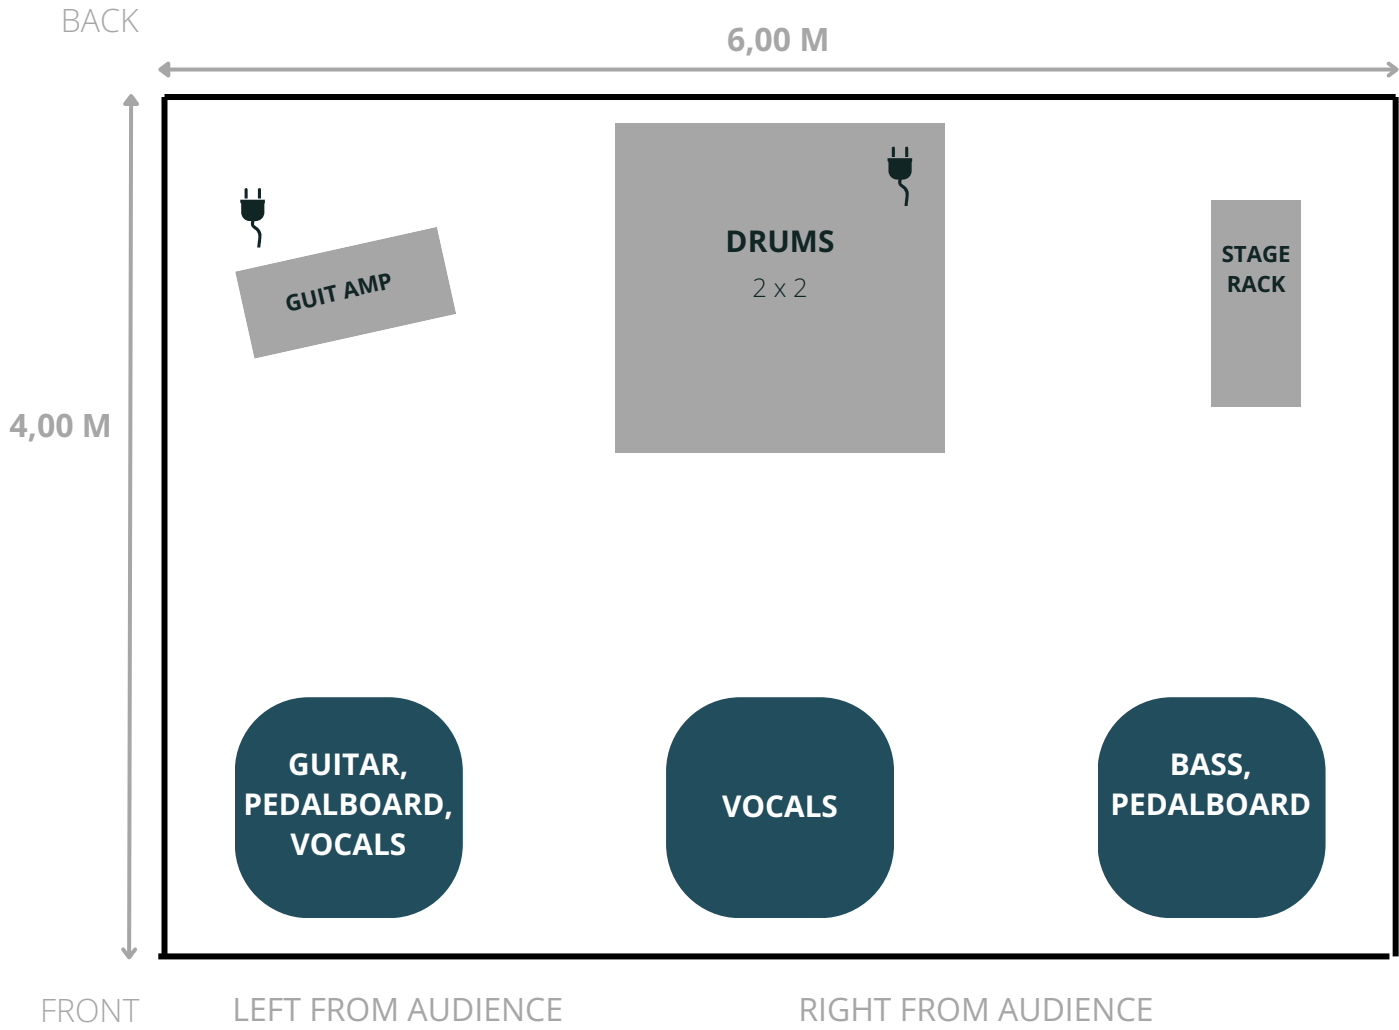 BACK
6,00 M
DRUMS
2 x 2
STAGE
RACK
GUIT AMP
4,00 M
GUITAR,
PEDALBOARD,
VOCALS
VOCALS
BASS,
PEDALBOARD
FRONT
LEFT FROM AUDIENCE
RIGHT FROM AUDIENCE